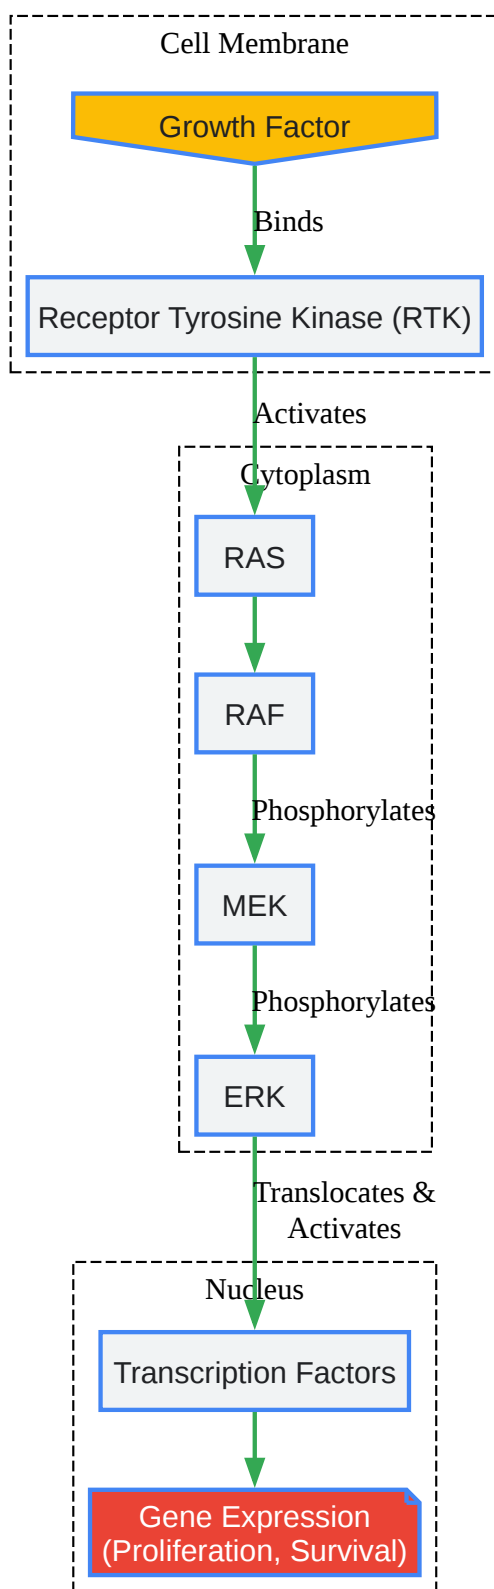 Cell Membrane
Growth Factor
Binds
Receptor Tyrosine Kinase (RTK)
Activates
Cytoplasm
RAS
RAF
Phosphorylates
MEK
Phosphorylates
ERK
Translocates &
Activates
Nucleus
Transcription Factors
Gene Expression
(Proliferation, Survival)